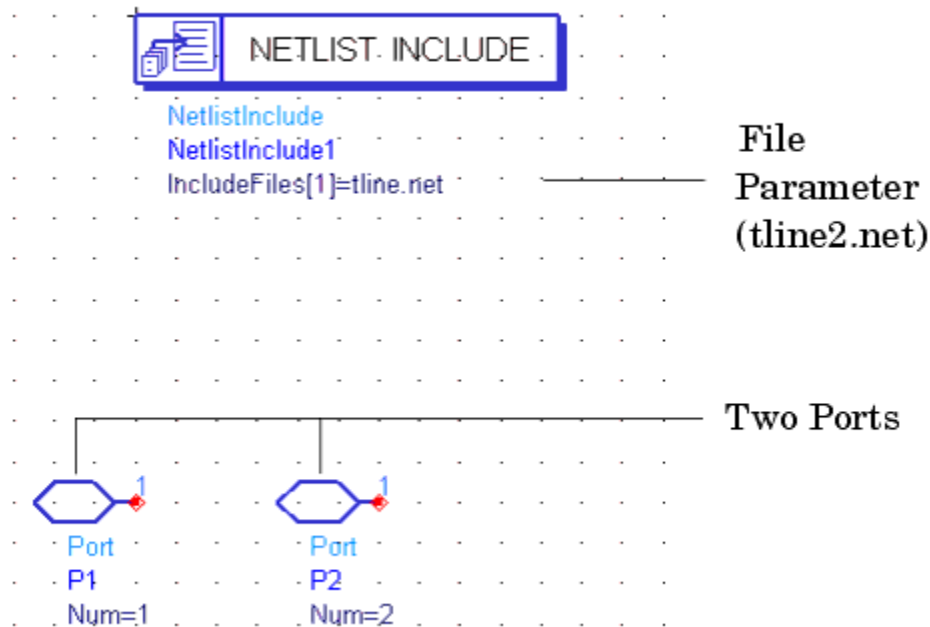 NETLIST INCLUDE
NetlistInclude
NetlistInclude1
IncludeFiles[1]=tline.net
File
Parameter
(tline2.net)
Two Ports
1
1
Port
Port
P1
P2
Num=1
Num=2